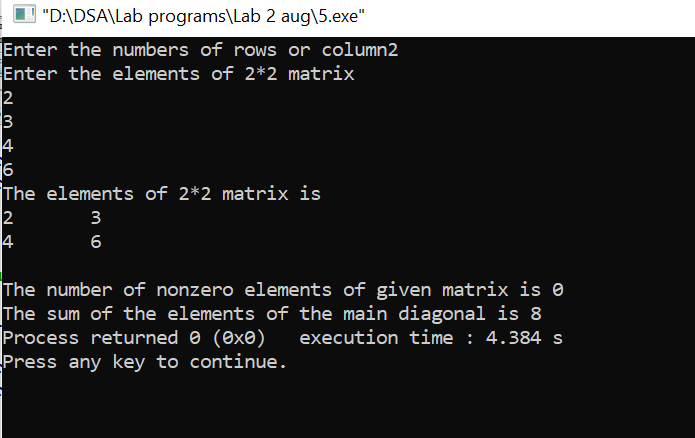 "D:\DSA\Lab programs\Lab 2 aug\5.exe"
Enter the numbers of rows or column2
Enter the elements of 2*2 matrix
2
3
4
6
The elements of 2*2 matrix is
2 3
4 6
The number of nonzero elements of given matrix is 0
The sum of the elements of the main diagonal is 8
Process returned 0 (0x0) execution time : 4.384 s
Press any key to continue.